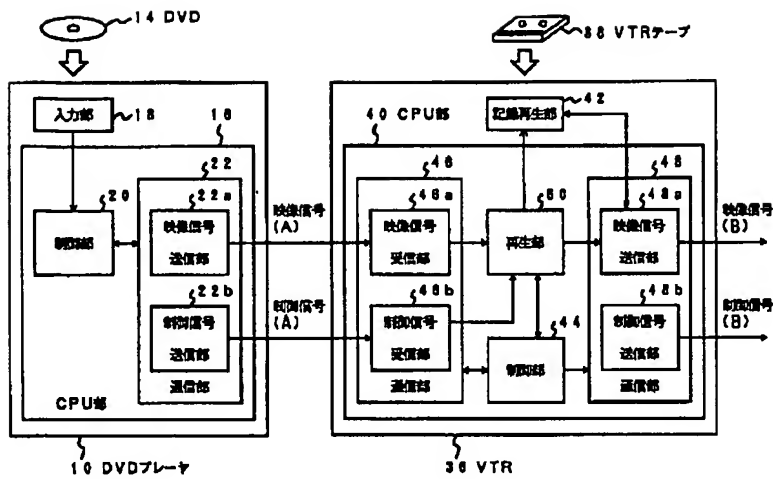 14 DVD
38 VTRテープ
入力部
18
16
40 CPU部
記録再生部
42
22
20
22a
制御部
映像信号
送信部
映像信号
(A)
46
46a
映像信号
受信部
再生部
48
48a
映像信号
送信部
映像信号
(B)
22b
制御信号
送信部
通信部
制御信号
(A)
46b
制御信号
受信部
通信部
44
制御部
48b
制御信号
送信部
通信部
制御信号
(B)
CPU部
10 DVDプレーヤ
36 VTR